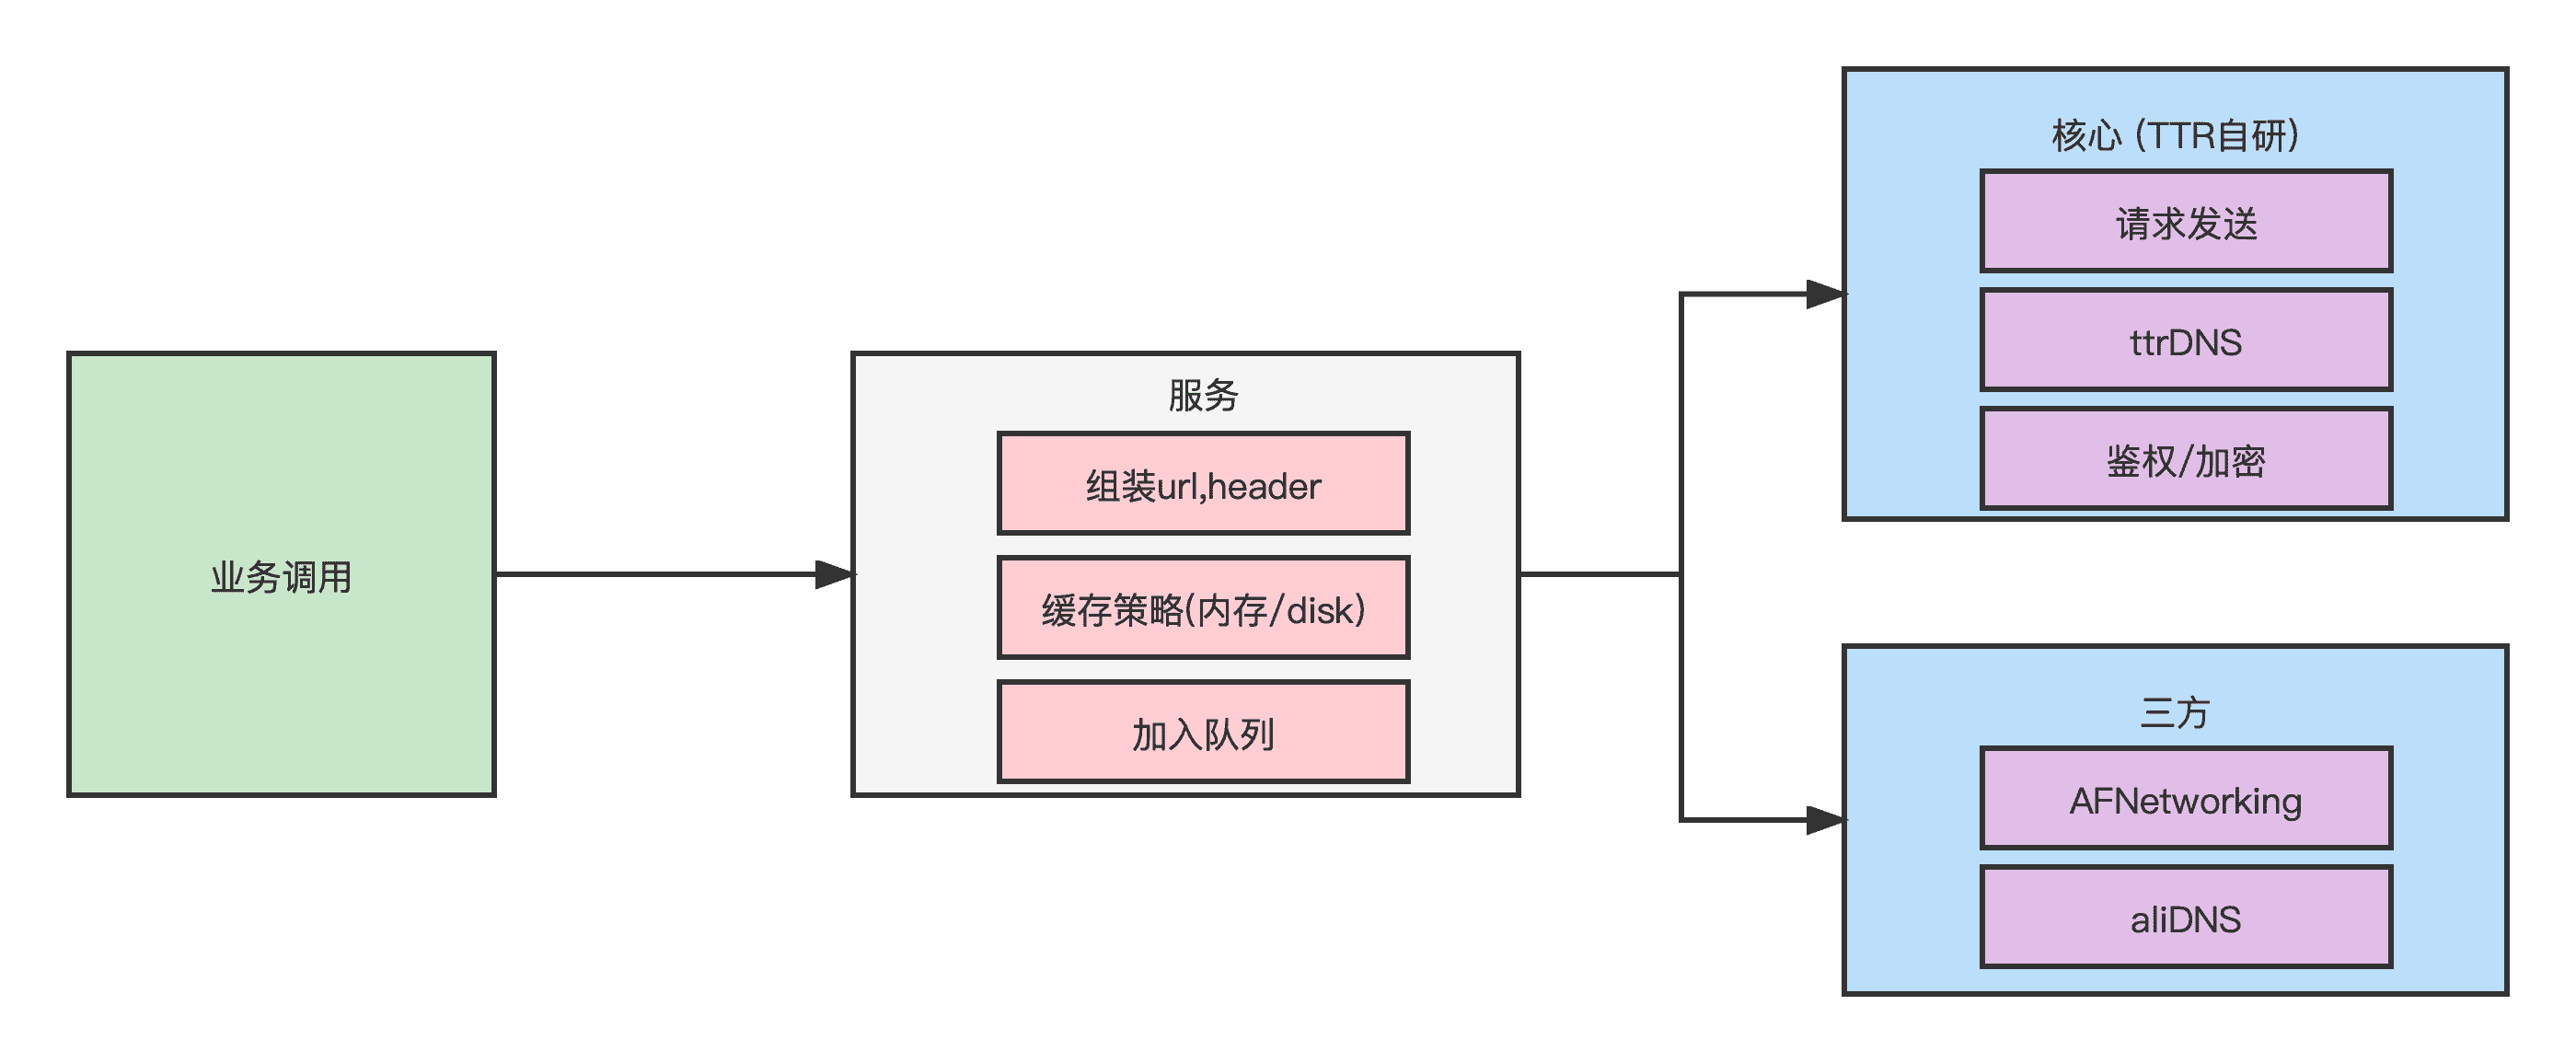 业务调用
服务
组装url,header
缓存策略(内存/disk)
加入队列
核心 (TTR自研)
请求发送
ttrDNS
鉴权/加密
三方
AFNetworking
aliDNS